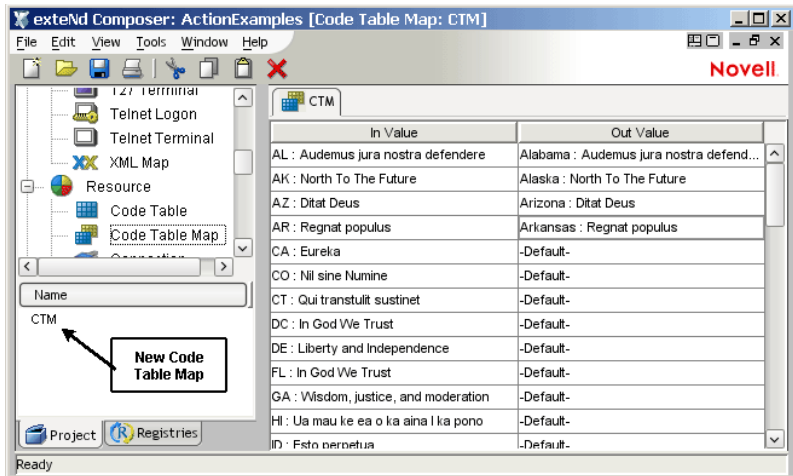 exteNd Composer: ActionExamples [Code Table Map: CTM]
File Edit View Tools Window Help
Novell.
127 Terminal
Telnet Logon
Telnet Terminal
XML Map
Resource
Code Table
Code Table Map
Connection
Name
CTM
New Code
Table Map
Project Registries
CTM
In Value Out Value
AL : Audemus jura nostra defendere Alabama : Audemus jura nostra defend...
AK : North To The Future Alaska : North To The Future
AZ : Ditat Deus Arizona : Ditat Deus
AR : Regnat populus Arkansas : Regnat populus
CA : Eureka -Default-
CO : Nil sine Numine -Default-
CT : Qui transtulit sustinet -Default-
DC : In God We Trust -Default-
DE : Liberty and Independence -Default-
FL : In God We Trust -Default-
GA : Wisdom, justice, and moderation -Default-
HI : Ua mau ke ea o ka aina I ka pono -Default-
ID : Esto perpetua -Default-
Ready